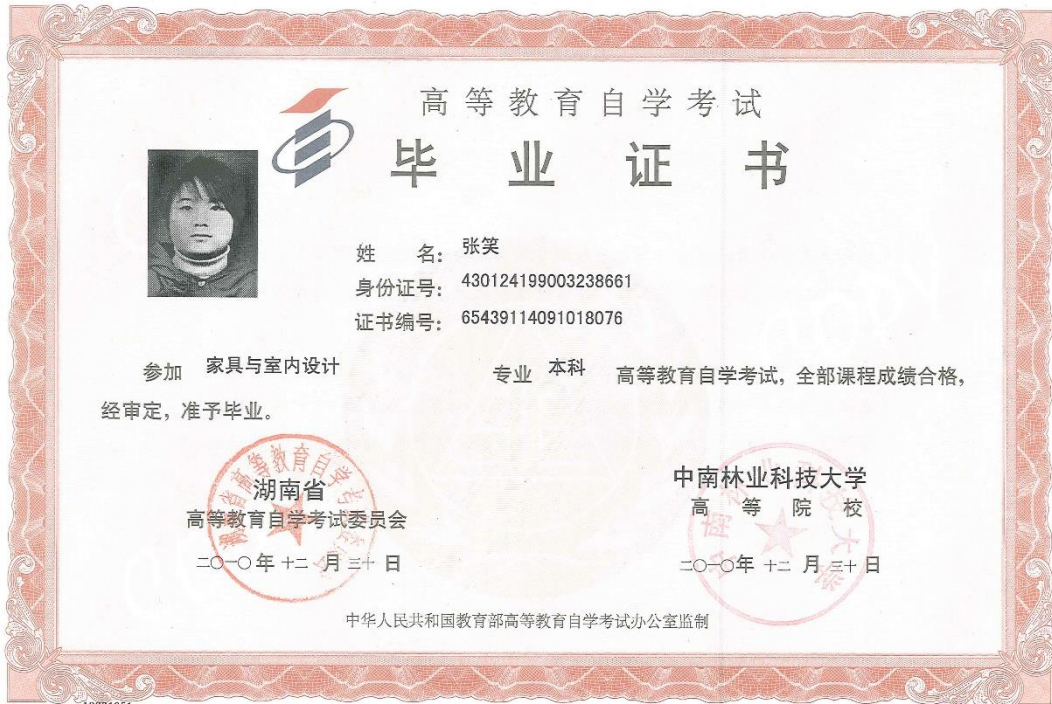 高等教育自学考试
毕业证书
姓 名： 张笑
身份证号： 430124199003238661
证书编号： 65439114091018076
参加 家具与室内设计 专业 本科 高等教育自学考试，全部课程成绩合格，
经审定，准予毕业。
湖南省
高等教育自学考试委员会
二〇一〇年 十二 月 三十 日
中南林业科技大学
高 等 院 校
二〇一〇年 十二 月 三十 日
中华人民共和国教育部高等教育自学考试办公室监制